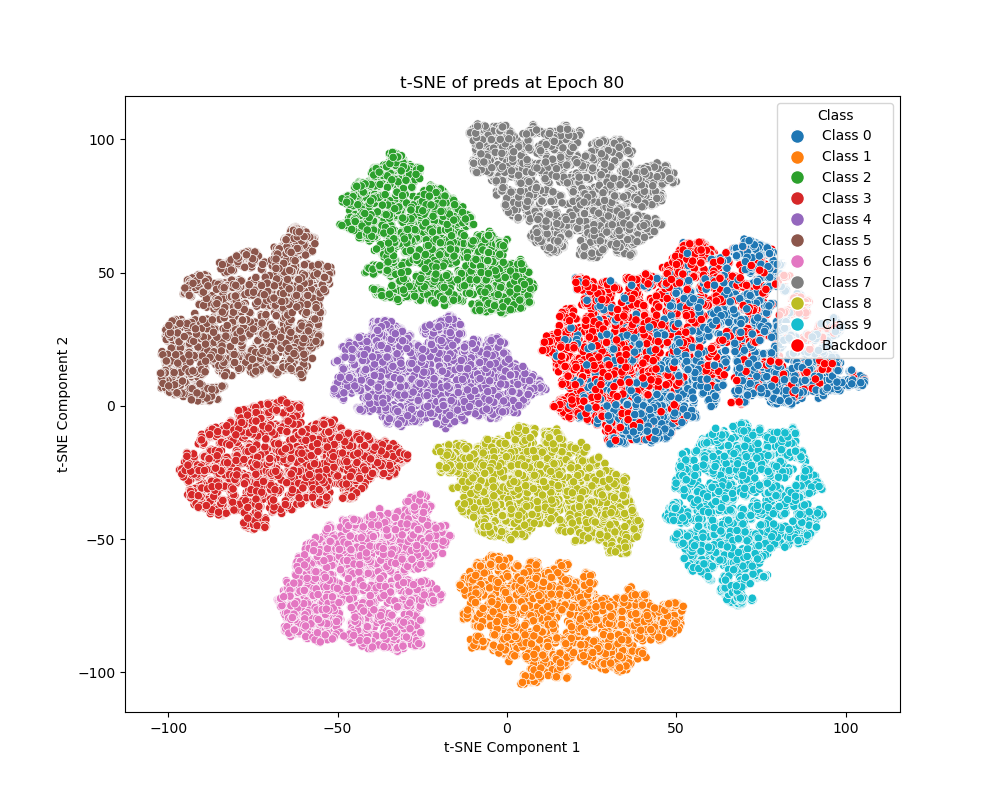 t-SNE of preds at Epoch 80
Class
Class 0
Class 1
Class 2
Class 3
Class 4
Class 5
Class 6
Class 7
Class 8
Class 9
Backdoor
100
50
0
−50
−100
t-SNE Component 2
−100
−50
0
50
100
t-SNE Component 1